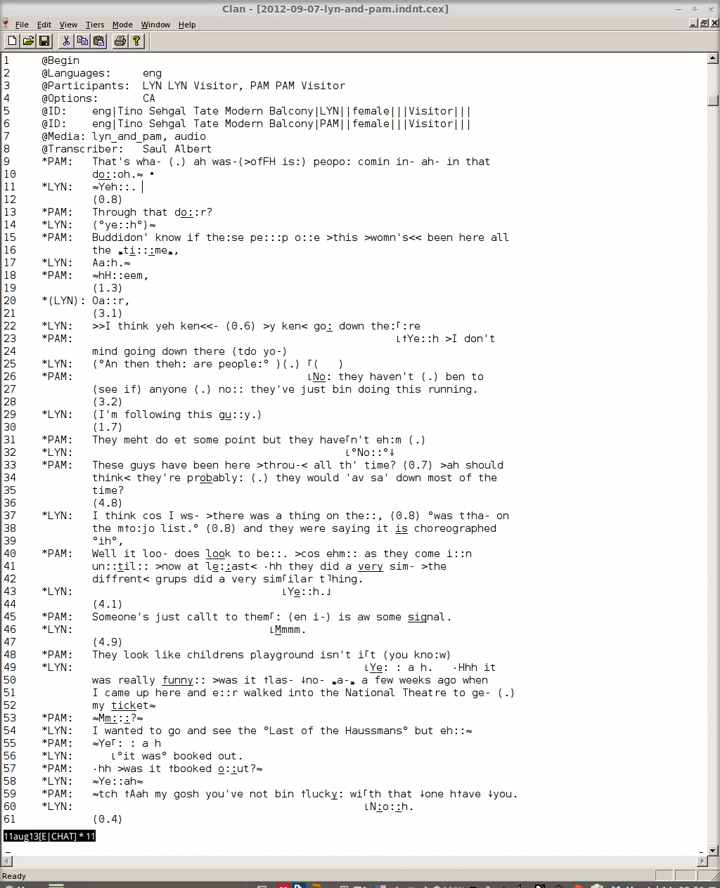 Clan - [2012-09-07-lyn-and-pam.indnt.cex]
File Edit View Tiers Mode Window Help
1 @Begin
2 @Languages: eng
3 @Participants: LYN LYN Visitor, PAM PAM Visitor
4 @Options: CA
5 @ID: eng|Tino Sehgal Tate Modern Balcony|LYN||female|||Visitor|||
6 @ID: eng|Tino Sehgal Tate Modern Balcony|PAM||female|||Visitor|||
7 @Media: lyn_and_pam, audio
8 @Transcriber: Saul Albert
9 *PAM: That's wha- (.) ah was-(>ofFH is:) peopo: comin in- ah- in that
10 do::oh.≈ •
11 *LYN: ≈Yeh::.
12 (0.8)
13 *PAM: Through that do::r?
14 *LYN: (°ye::h°)≈
15 *PAM: Buddidon' know if the:se pe:::p o::e >this >womn's<< been here all
16 the ⁎ti:::me⁎,
17 *LYN: Aa:h.≈
18 *PAM: ≈hH::eem,
19 (1.3)
20 *(LYN): Oa::r,
21 (3.1)
22 *LYN: >>I think yeh ken<<- (0.6) >y ken< go: down the:⌈:re
23 *PAM: ⌊↑Ye::h >I don't
24 mind going down there (tdo yo-)
25 *LYN: (°An then theh: are people:° )(.) ⌈( )
26 *PAM: ⌊No: they haven't (.) ben to
27 (see if) anyone (.) no:: they've just bin doing this running.
28 (3.2)
29 *LYN: (I'm following this gu::y.)
30 (1.7)
31 *PAM: They meht do et some point but they have⌈n't eh:m (.)
32 *LYN: ⌊°No::°↓
33 *PAM: These guys have been here >throu-< all th' time? (0.7) >ah should
34 think< they're probably: (.) they would 'av sa' down most of the
35 time?
36 (4.8)
37 *LYN: I think cos I ws- >there was a thing on the::, (0.8) °was t↑ha- on
38 the m↑o:jo list.° (0.8) and they were saying it is choreographed
39 °ih°,
40 *PAM: Well it loo- does look to be::. >cos ehm:: as they come i::n
41 un::til:: >now at le::ast< ·hh they did a very sim- >the
42 diffrent< grups did a very sim⌈ilar t⌉hing.
43 *LYN: ⌊Ye::h.⌋
44 (4.1)
45 *PAM: Someone's just callt to them⌈: (en i-) is aw some signal.
46 *LYN: ⌊Mmmm.
47 (4.9)
48 *PAM: They look like childrens playground isn't i⌈t (you kno:w)
49 *LYN: ⌊Ye: : a h. ·Hhh it
50 was really funny:: >was it ↑las- ↓no- ⁎a-⁎ a few weeks ago when
51 I came up here and e::r walked into the National Theatre to ge- (.)
52 my ticket≈
53 *PAM: ≈Mm:::?≈
54 *LYN: I wanted to go and see the °Last of the Haussmans° but eh::≈
55 *PAM: ≈Ye⌈: : a h
56 *LYN: ⌊°it was° booked out.
57 *PAM: ·hh >was it ↑booked o::ut?≈
58 *LYN: ≈Ye::ah≈
59 *PAM: ≈tch ↑Aah my gosh you've not bin ↑lucky: wi⌈th that ↓one h↑ave ↓you.
60 *LYN: ⌊N:o::h.
61 (0.4)
11aug13[E|CHAT] * 11
Ready